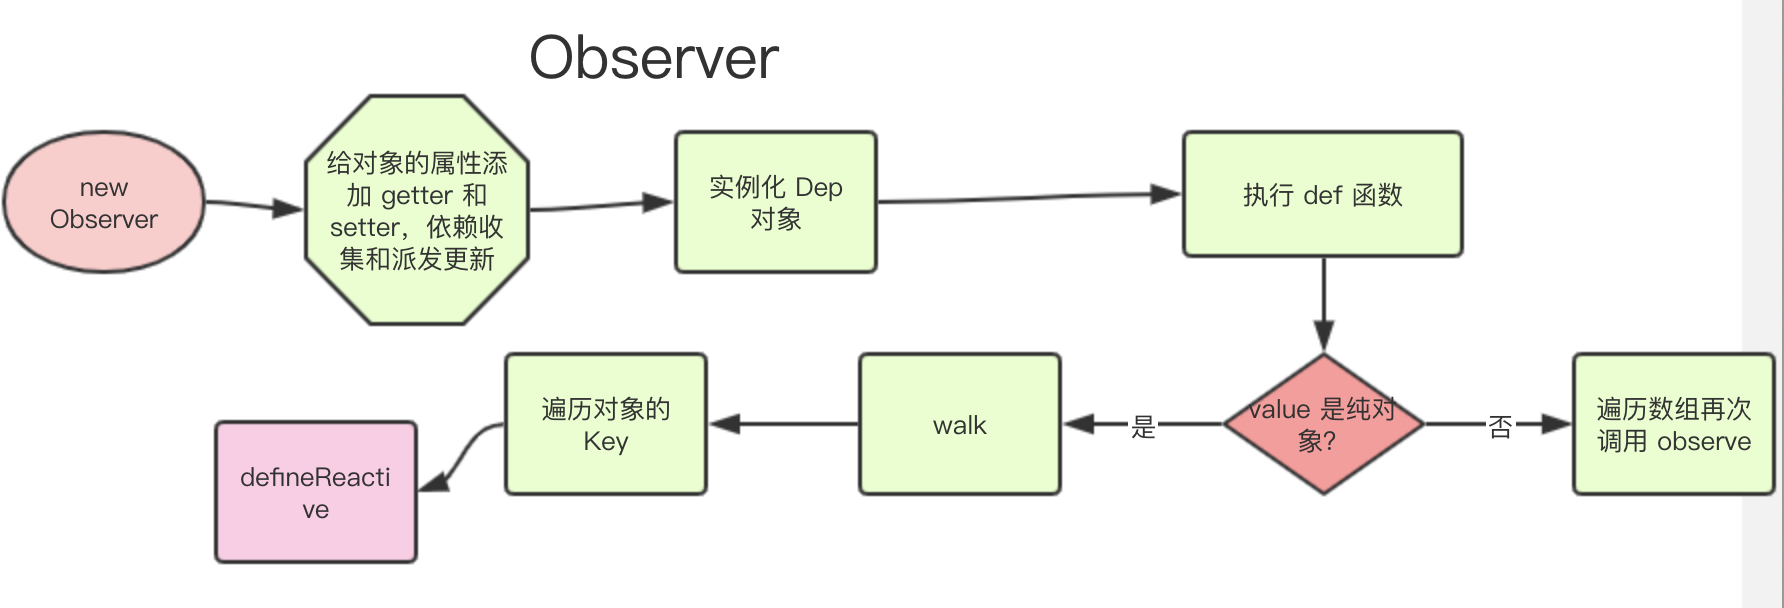 Observer
new
Observer
给对象的属性添
加 getter 和
setter，依赖收
集和派发更新
实例化 Dep
对象
执行 def 函数
defineReacti
ve
遍历对象的
Key
walk
是
value 是纯对
象?
否
遍历数组再次
调用 observe